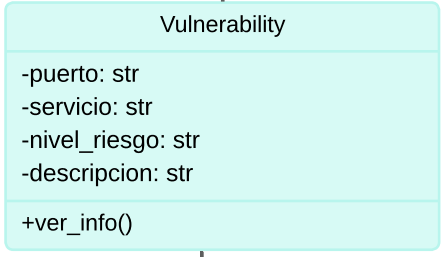 Vulnerability
-puerto: str
-servicio: str
-nivel_riesgo: str
-descripcion: str
+ver_info()